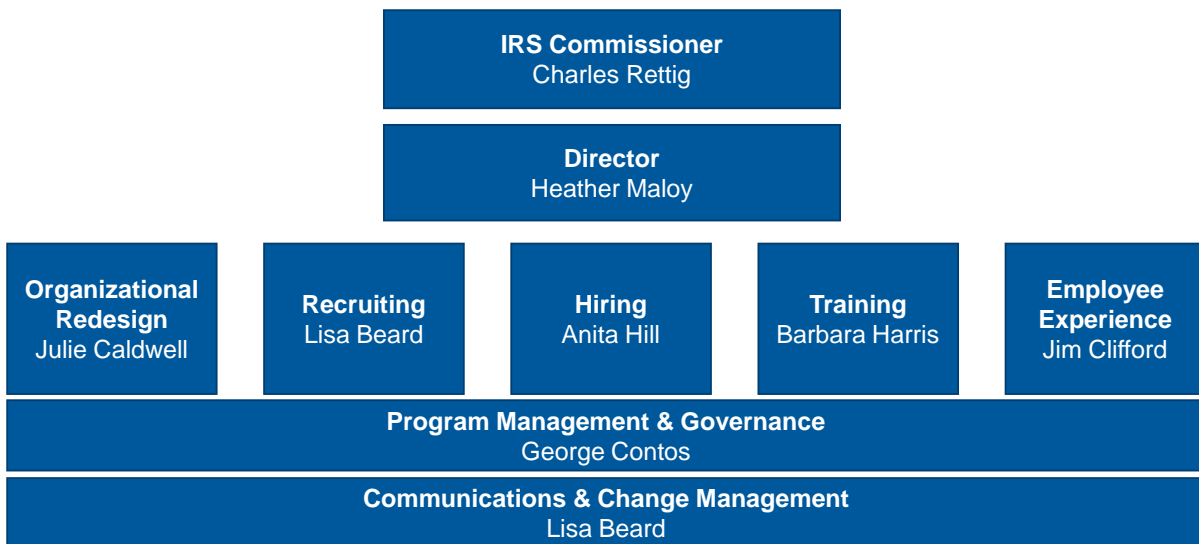 IRS Commissioner
Charles Rettig
Director
Heather Maloy
Organizational
Redesign
Julie Caldwell
Recruiting
Lisa Beard
Hiring
Anita Hill
Training
Barbara Harris
Employee
Experience
Jim Clifford
Program Management & Governance
George Contos
Communications & Change Management
Lisa Beard